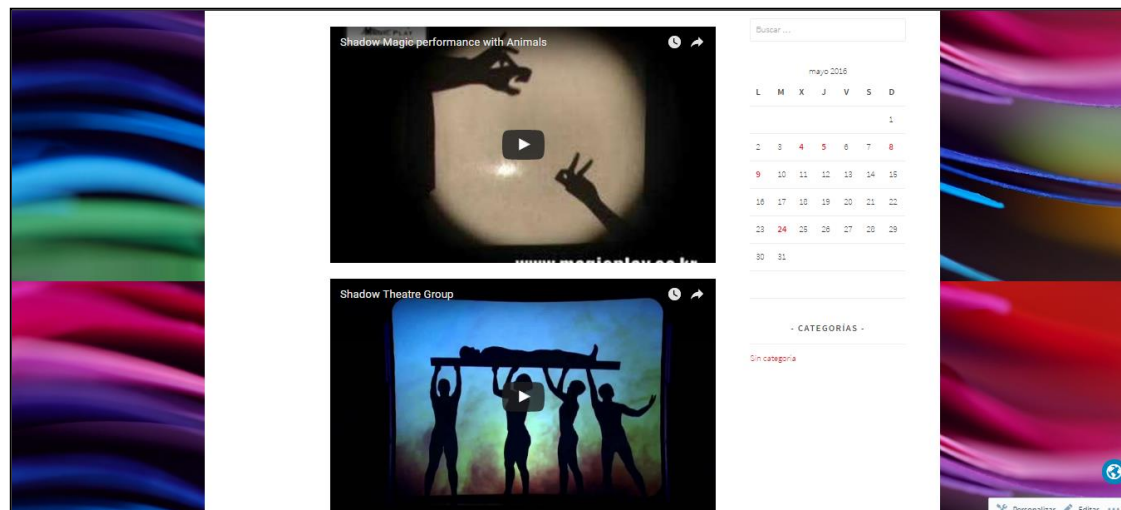 Shadow Magic performance with Animals
Shadow Theatre Group
Buscar ...
mayo 2016
L M X J V S D
1
2 3 4 5 6 7 8
9 10 11 12 13 14 15
16 17 18 19 20 21 22
23 24 25 26 27 28 29
30 31
- CATEGORÍAS -
Sin categoría
Personalizar Editar